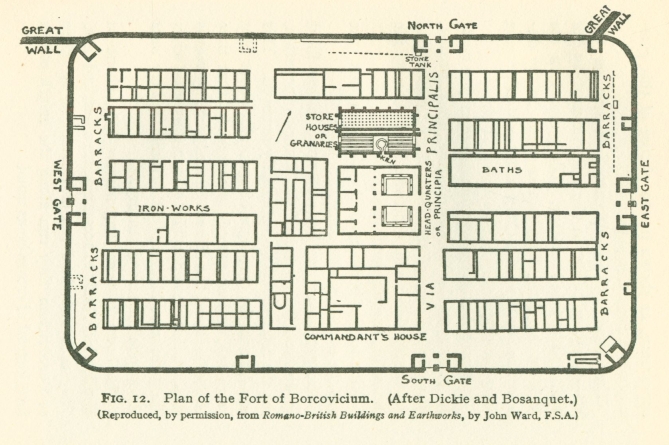 GREAT
WALL
NORTH GATE
GREAT
WALL
STONE
TANK
BARRACKS
STORE
HOUSES
OR
GRANARIES
KILN
VIA PRINCIPALIS
BARRACKS
BATHS
WEST GATE
HEAD-QUARTERS
OR PRINCIPIA
EAST GATE
IRON-WORKS
BARRACKS
BARRACKS
COMMANDANT'S HOUSE
SOUTH GATE
FIG. 12. Plan of the Fort of Borcovicium. (After Dickie and Bosanquet.)
(Reproduced, by permission, from Romano-British Buildings and Earthworks, by John Ward, F.S.A.)